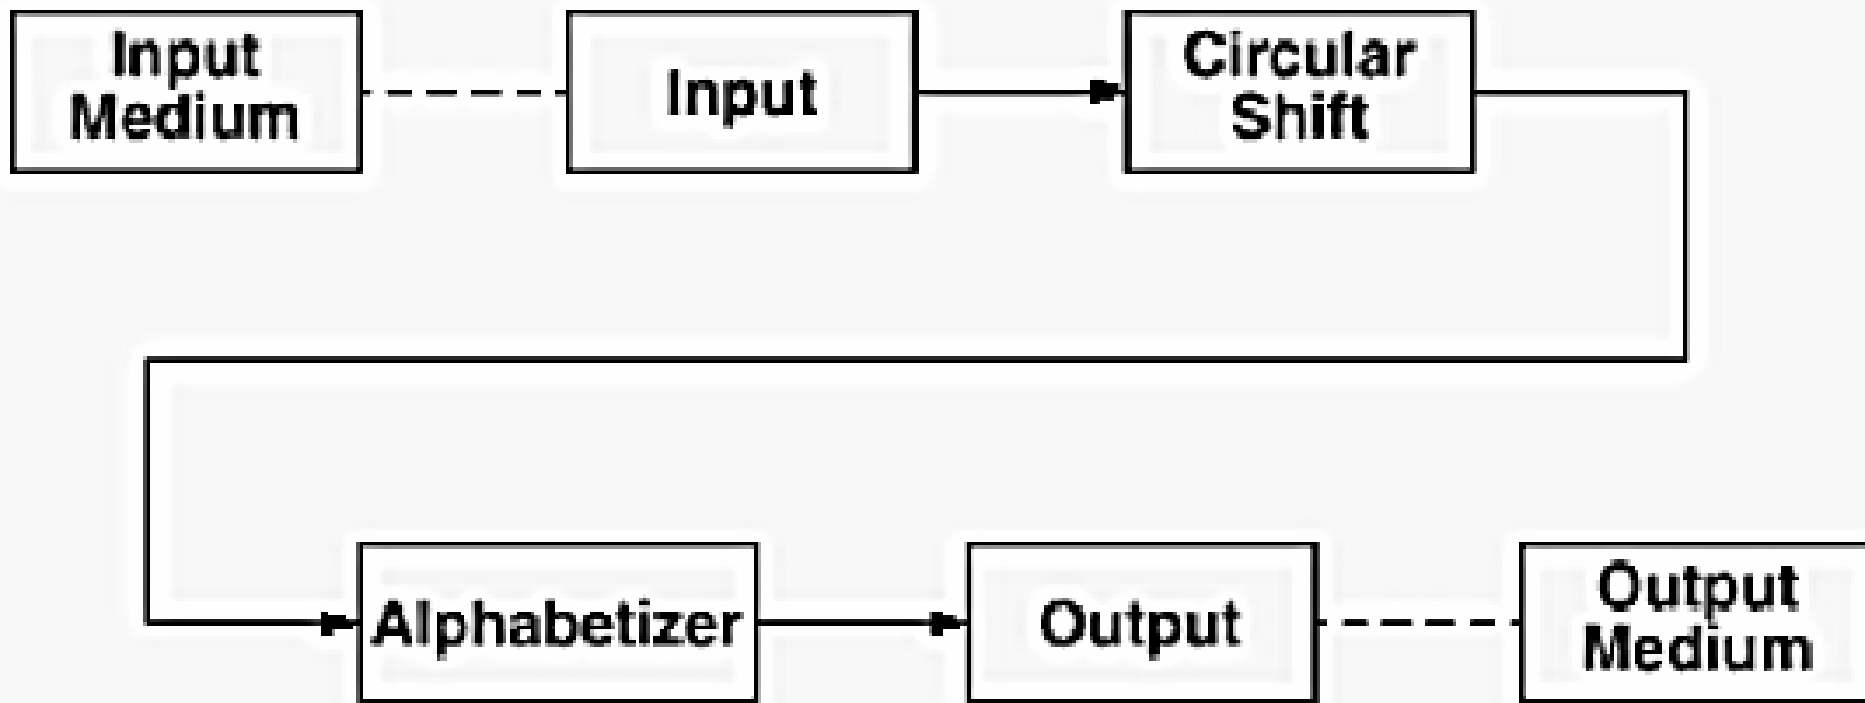 Input
Medium
Input
Circular
Shift
Alphabetizer
Output
Output
Medium